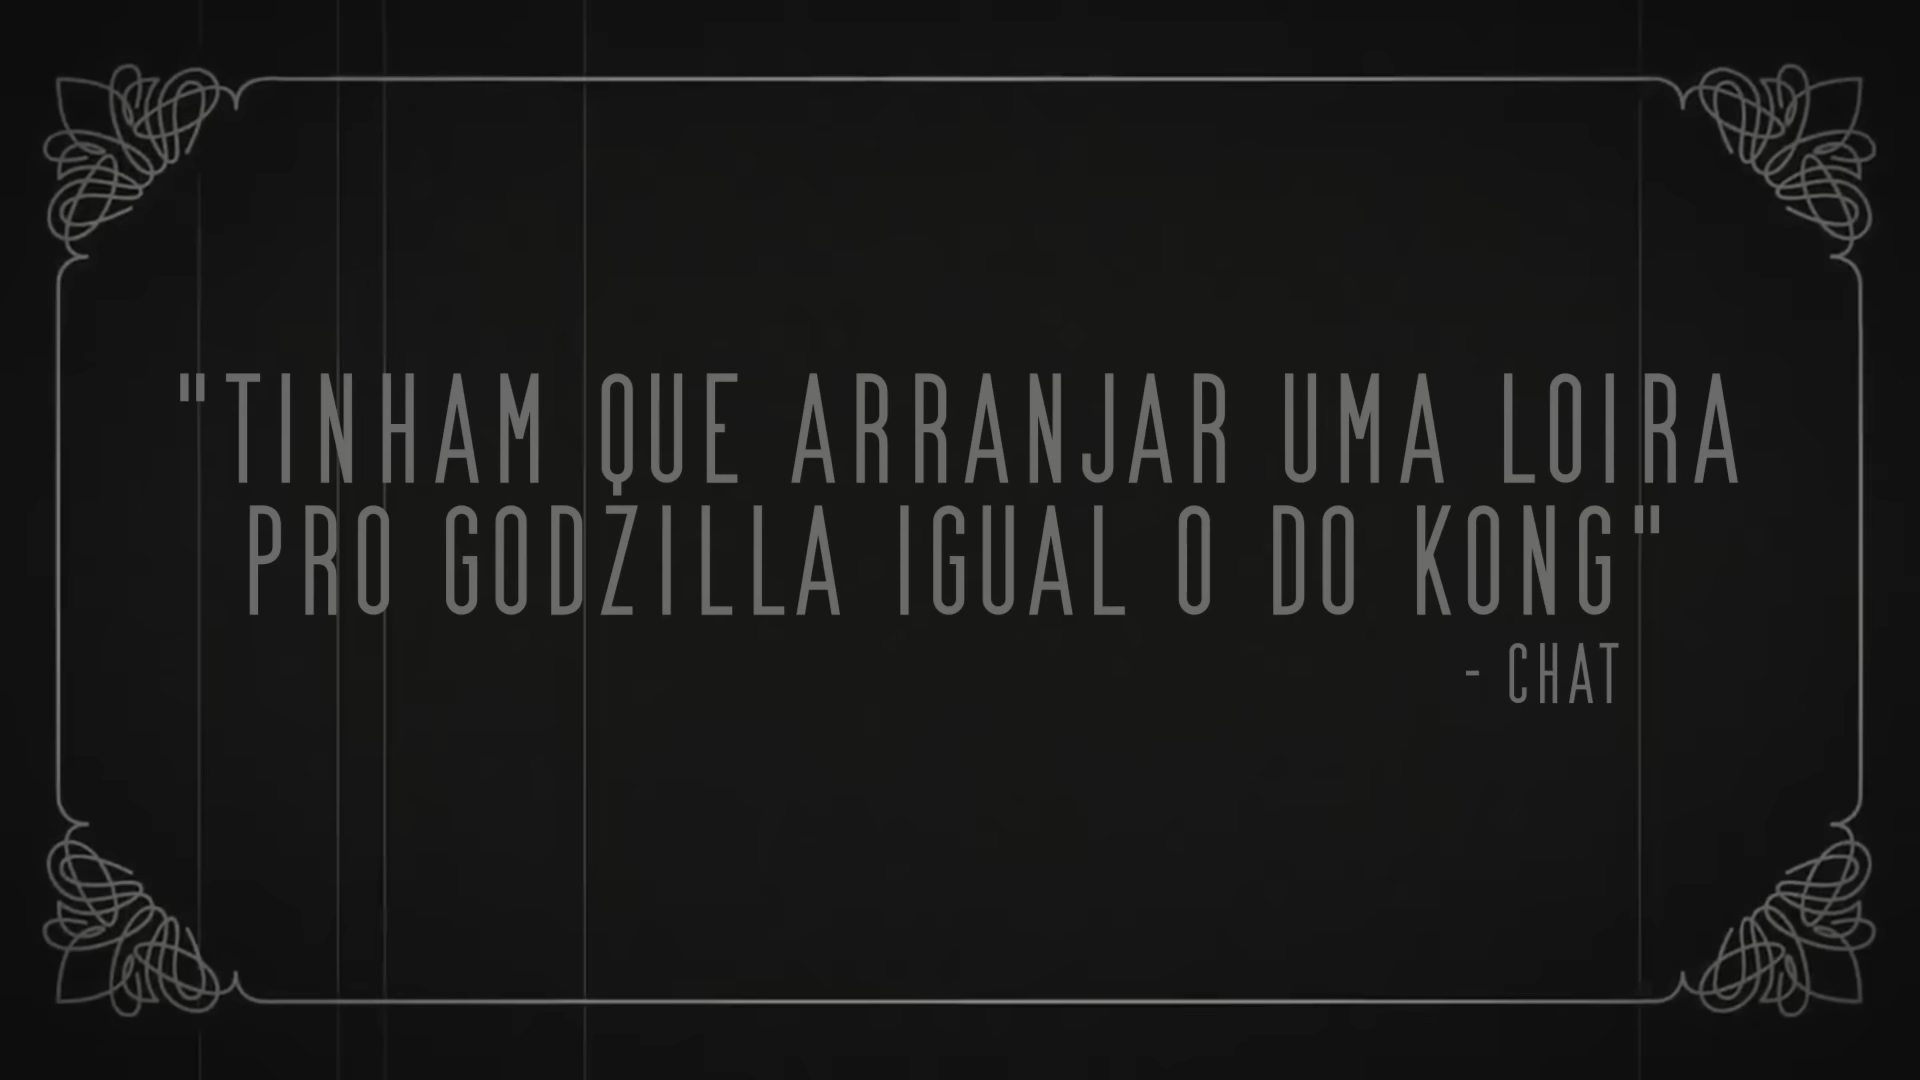 "TINHAM QUE ARRANJAR UMA LOIRA
PRO GODZILLA IGUAL O DO KONG"
- CHAT